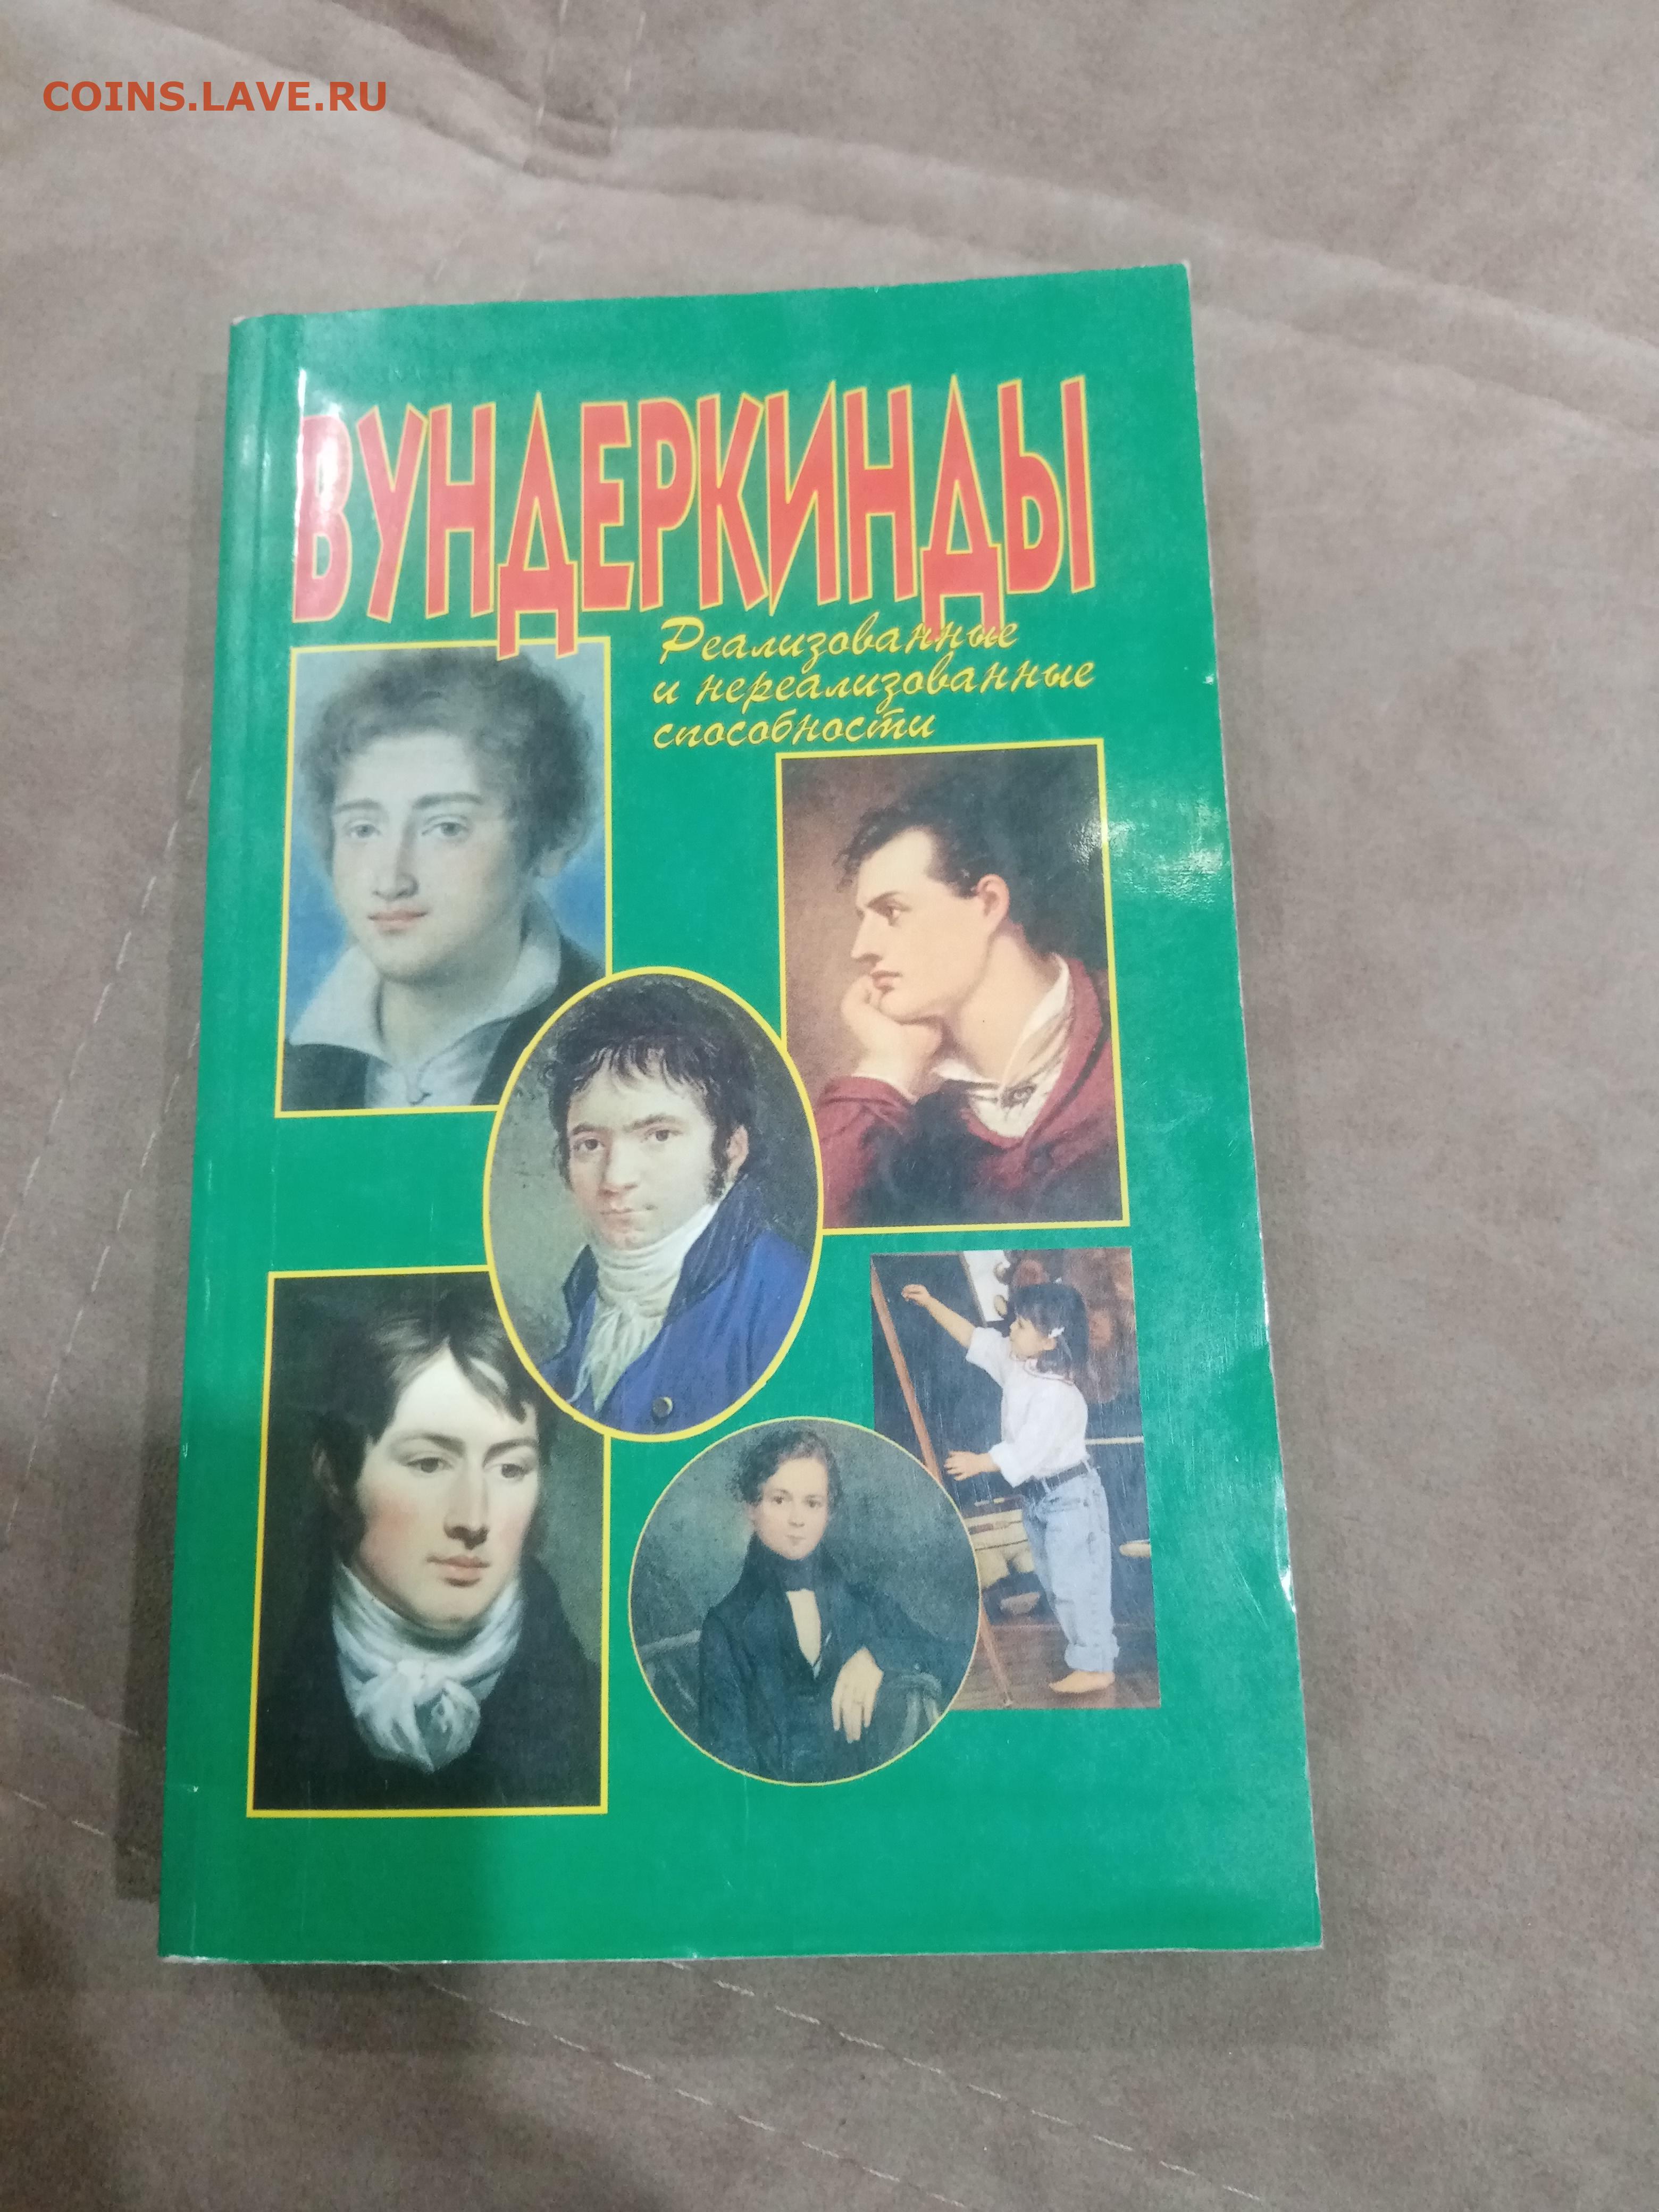 COINS.LAVE.RU
ВУНДЕРКИНДЫ
Реализованные
и нереализованные
способности